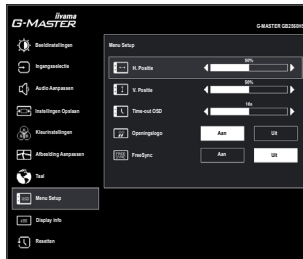 iiyama
G-MASTER
G-MASTER GB2560HS
Beeldinstellingen
Ingangsselectie
Audio Aanpassen
Instellingen Opslaan
Kleurinstellingen
Afbeelding Aanpassen
Taal
Menu Setup
Display Info
Resetten
Menu Setup
H. Positie
50%
V. Positie
50%
Time-out OSD
10s
Openingslogo
Aan
Uit
FreeSync
Aan
Uit